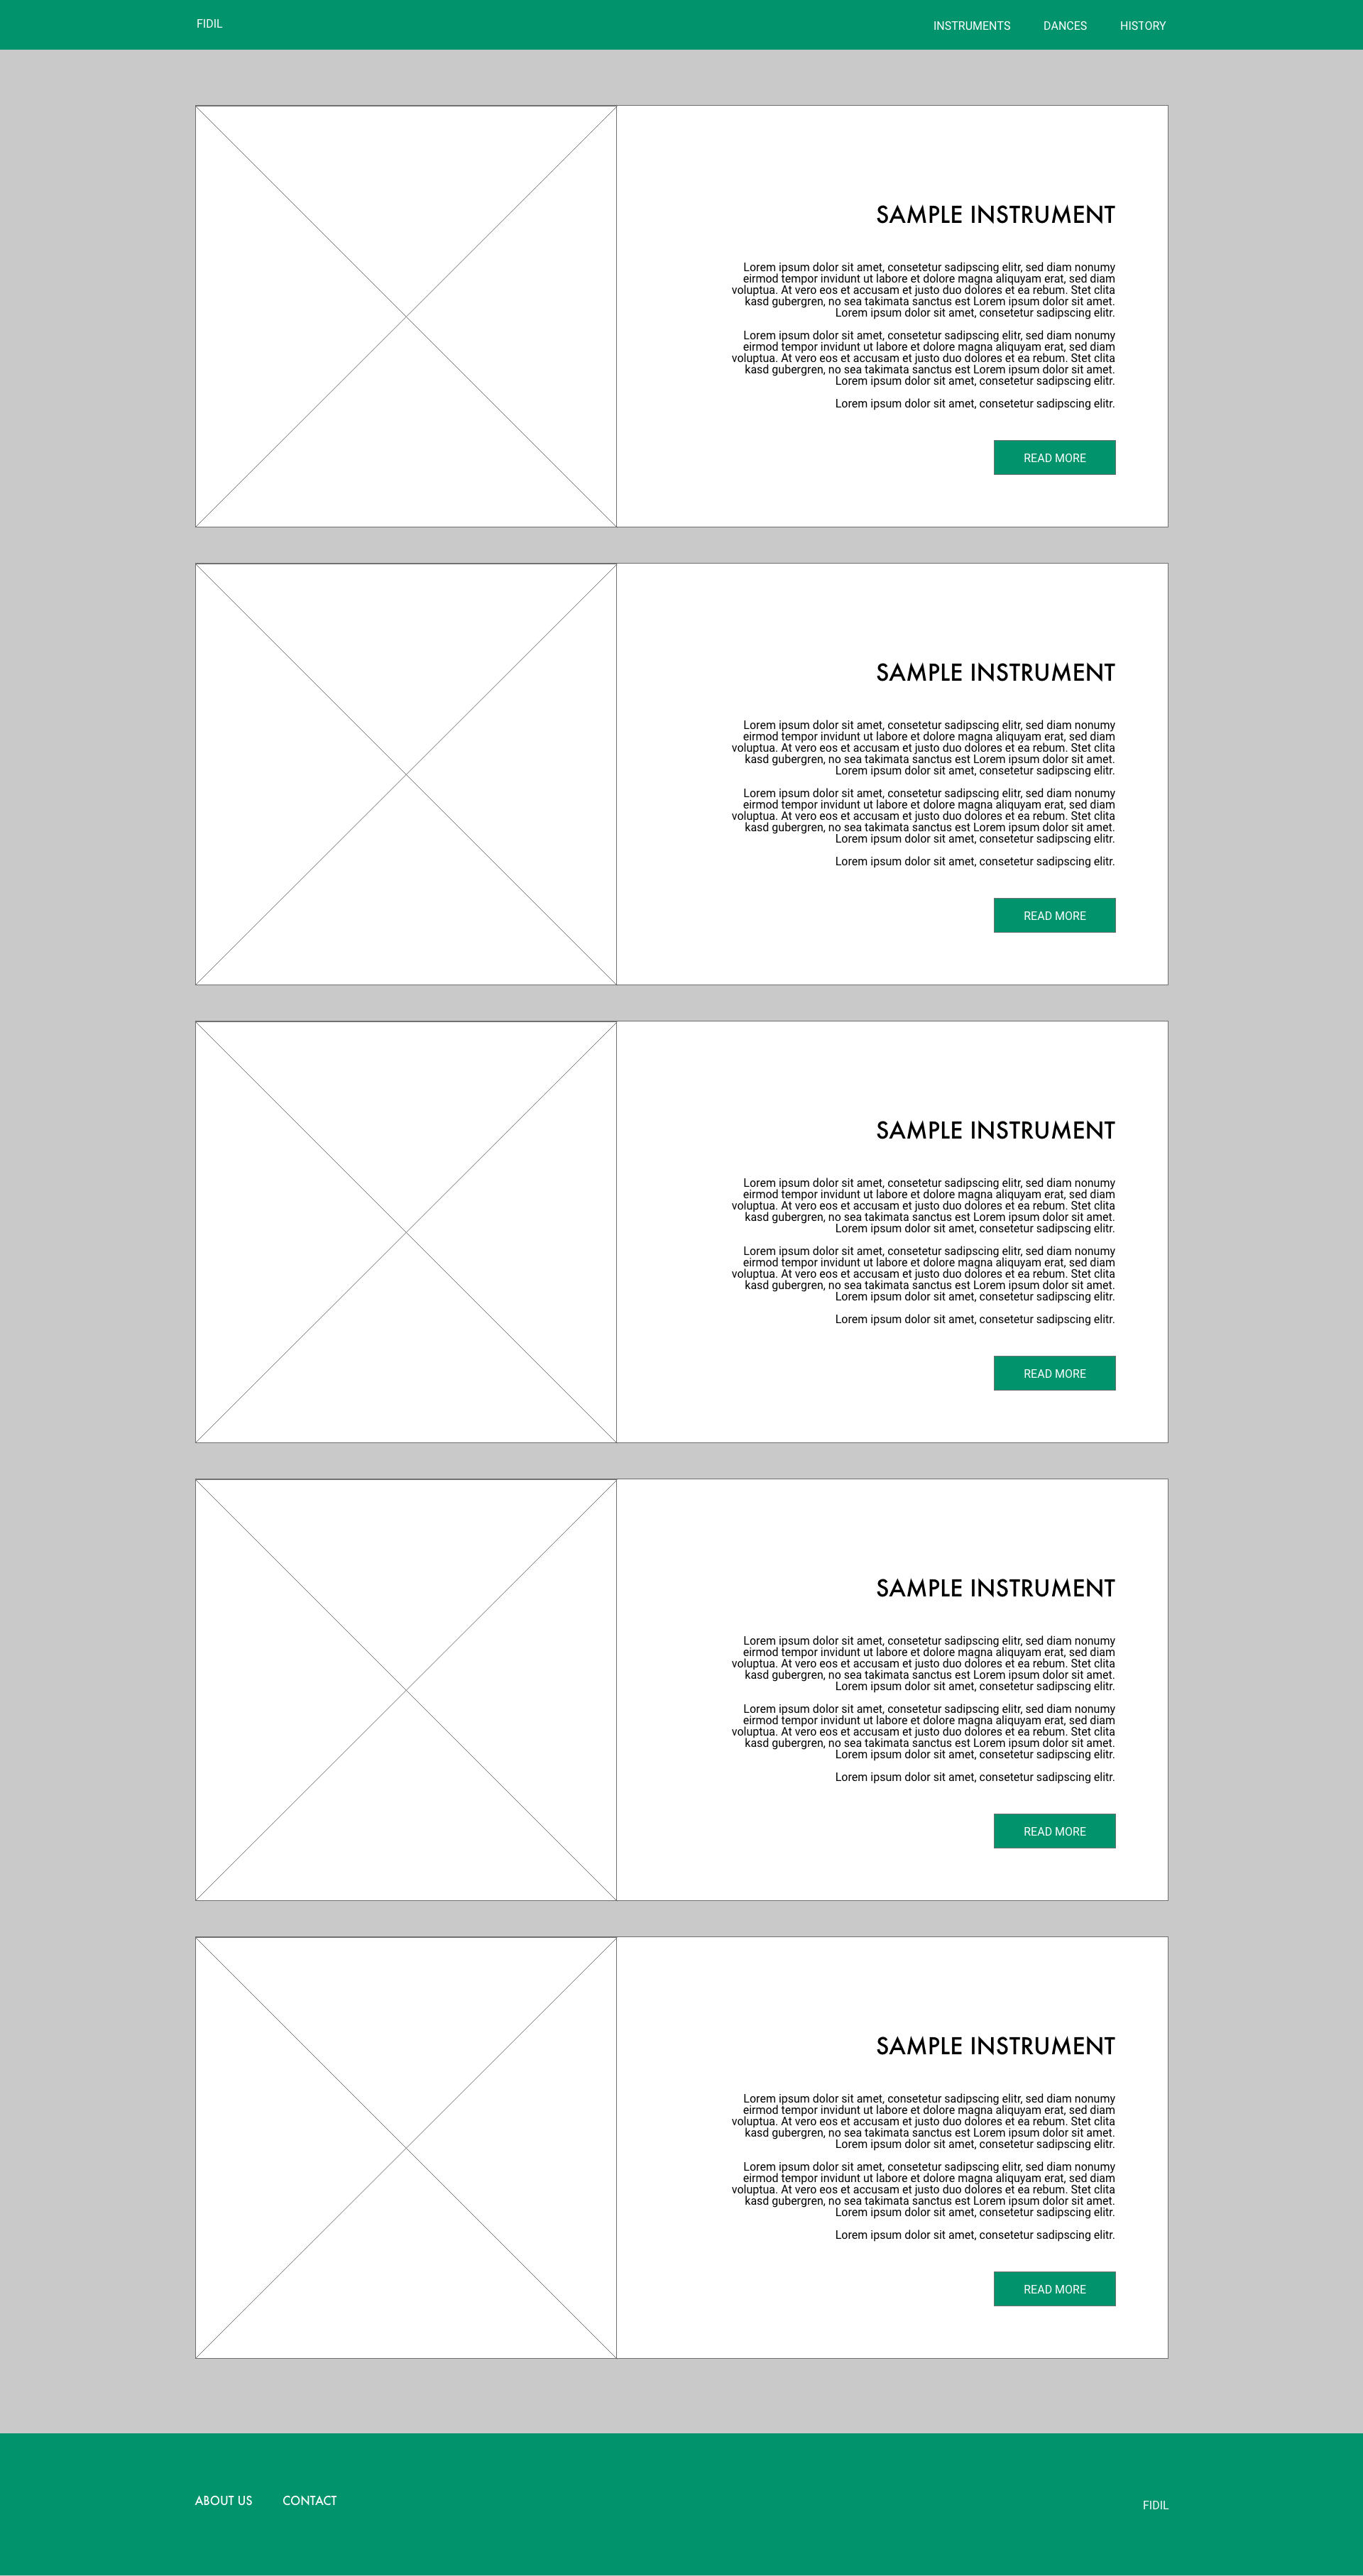 FIDIL
INSTRUMENTS DANCES HISTORY
SAMPLE INSTRUMENT
Lorem ipsum dolor sit amet, consetetur sadipscing elitr, sed diam nonumy
eirmod tempor invidunt ut labore et dolore magna aliquyam erat, sed diam
voluptua. At vero eos et accusam et justo duo dolores et ea rebum. Stet clita
kasd gubergren, no sea takimata sanctus est Lorem ipsum dolor sit amet.
Lorem ipsum dolor sit amet, consetetur sadipscing elitr.
Lorem ipsum dolor sit amet, consetetur sadipscing elitr, sed diam nonumy
eirmod tempor invidunt ut labore et dolore magna aliquyam erat, sed diam
voluptua. At vero eos et accusam et justo duo dolores et ea rebum. Stet clita
kasd gubergren, no sea takimata sanctus est Lorem ipsum dolor sit amet.
Lorem ipsum dolor sit amet, consetetur sadipscing elitr.
Lorem ipsum dolor sit amet, consetetur sadipscing elitr.
READ MORE
SAMPLE INSTRUMENT
Lorem ipsum dolor sit amet, consetetur sadipscing elitr, sed diam nonumy
eirmod tempor invidunt ut labore et dolore magna aliquyam erat, sed diam
voluptua. At vero eos et accusam et justo duo dolores et ea rebum. Stet clita
kasd gubergren, no sea takimata sanctus est Lorem ipsum dolor sit amet.
Lorem ipsum dolor sit amet, consetetur sadipscing elitr.
Lorem ipsum dolor sit amet, consetetur sadipscing elitr, sed diam nonumy
eirmod tempor invidunt ut labore et dolore magna aliquyam erat, sed diam
voluptua. At vero eos et accusam et justo duo dolores et ea rebum. Stet clita
kasd gubergren, no sea takimata sanctus est Lorem ipsum dolor sit amet.
Lorem ipsum dolor sit amet, consetetur sadipscing elitr.
Lorem ipsum dolor sit amet, consetetur sadipscing elitr.
READ MORE
SAMPLE INSTRUMENT
Lorem ipsum dolor sit amet, consetetur sadipscing elitr, sed diam nonumy
eirmod tempor invidunt ut labore et dolore magna aliquyam erat, sed diam
voluptua. At vero eos et accusam et justo duo dolores et ea rebum. Stet clita
kasd gubergren, no sea takimata sanctus est Lorem ipsum dolor sit amet.
Lorem ipsum dolor sit amet, consetetur sadipscing elitr.
Lorem ipsum dolor sit amet, consetetur sadipscing elitr, sed diam nonumy
eirmod tempor invidunt ut labore et dolore magna aliquyam erat, sed diam
voluptua. At vero eos et accusam et justo duo dolores et ea rebum. Stet clita
kasd gubergren, no sea takimata sanctus est Lorem ipsum dolor sit amet.
Lorem ipsum dolor sit amet, consetetur sadipscing elitr.
Lorem ipsum dolor sit amet, consetetur sadipscing elitr.
READ MORE
SAMPLE INSTRUMENT
Lorem ipsum dolor sit amet, consetetur sadipscing elitr, sed diam nonumy
eirmod tempor invidunt ut labore et dolore magna aliquyam erat, sed diam
voluptua. At vero eos et accusam et justo duo dolores et ea rebum. Stet clita
kasd gubergren, no sea takimata sanctus est Lorem ipsum dolor sit amet.
Lorem ipsum dolor sit amet, consetetur sadipscing elitr.
Lorem ipsum dolor sit amet, consetetur sadipscing elitr, sed diam nonumy
eirmod tempor invidunt ut labore et dolore magna aliquyam erat, sed diam
voluptua. At vero eos et accusam et justo duo dolores et ea rebum. Stet clita
kasd gubergren, no sea takimata sanctus est Lorem ipsum dolor sit amet.
Lorem ipsum dolor sit amet, consetetur sadipscing elitr.
Lorem ipsum dolor sit amet, consetetur sadipscing elitr.
READ MORE
SAMPLE INSTRUMENT
Lorem ipsum dolor sit amet, consetetur sadipscing elitr, sed diam nonumy
eirmod tempor invidunt ut labore et dolore magna aliquyam erat, sed diam
voluptua. At vero eos et accusam et justo duo dolores et ea rebum. Stet clita
kasd gubergren, no sea takimata sanctus est Lorem ipsum dolor sit amet.
Lorem ipsum dolor sit amet, consetetur sadipscing elitr.
Lorem ipsum dolor sit amet, consetetur sadipscing elitr, sed diam nonumy
eirmod tempor invidunt ut labore et dolore magna aliquyam erat, sed diam
voluptua. At vero eos et accusam et justo duo dolores et ea rebum. Stet clita
kasd gubergren, no sea takimata sanctus est Lorem ipsum dolor sit amet.
Lorem ipsum dolor sit amet, consetetur sadipscing elitr.
Lorem ipsum dolor sit amet, consetetur sadipscing elitr.
READ MORE
ABOUT US CONTACT
FIDIL